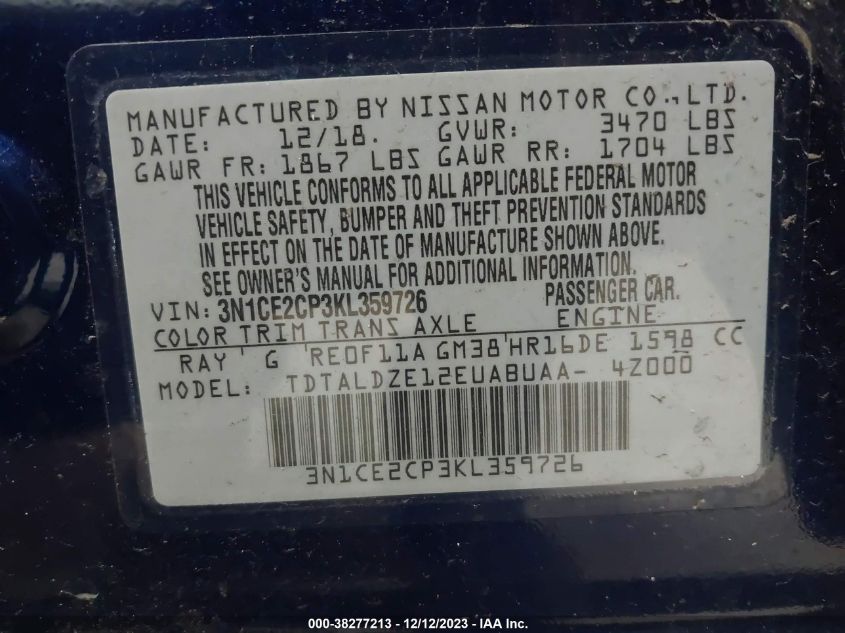 MANUFACTURED BY NISSAN MOTOR CO., LTD.
DATE: 12/18. GVWR: 3470 LBS
GAWR FR: 1867 LBS GAWR RR: 1704 LBS
THIS VEHICLE CONFORMS TO ALL APPLICABLE FEDERAL MOTOR
VEHICLE SAFETY, BUMPER AND THEFT PREVENTION STANDARDS
IN EFFECT ON THE DATE OF MANUFACTURE SHOWN ABOVE.
SEE OWNER'S MANUAL FOR ADDITIONAL INFORMATION.
VIN: 3N1CE2CP3KL359726 PASSENGER CAR.
COLOR TRIM TRANS AXLE ENGINE
RAY G RE0F11A GM38 HR16DE 1598 CC
MODEL: TDTALDZE12EUABUAA- 4Z000
3N1CE2CP3KL359726
000-38277213 - 12/12/2023 - IAA Inc.